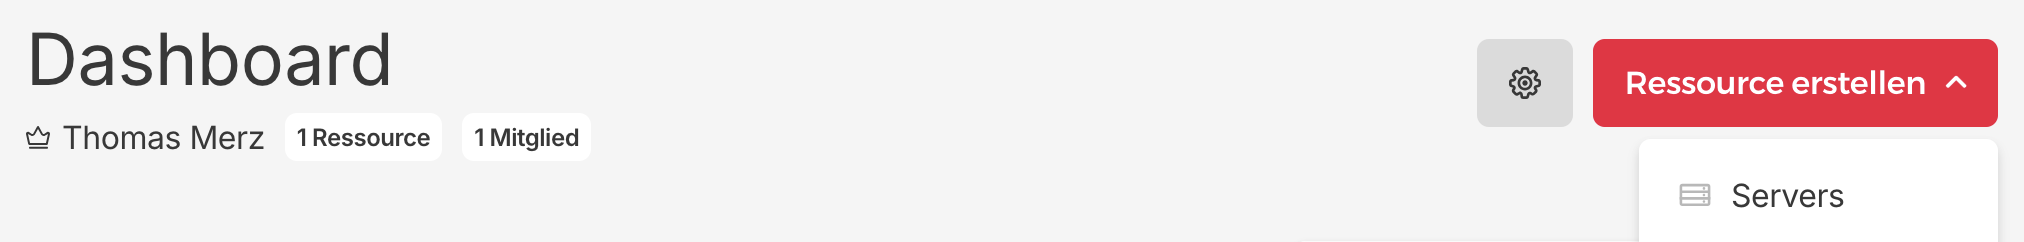 Dashboard
Thomas Merz 1 Ressource 1 Mitglied
Ressource erstellen
Servers